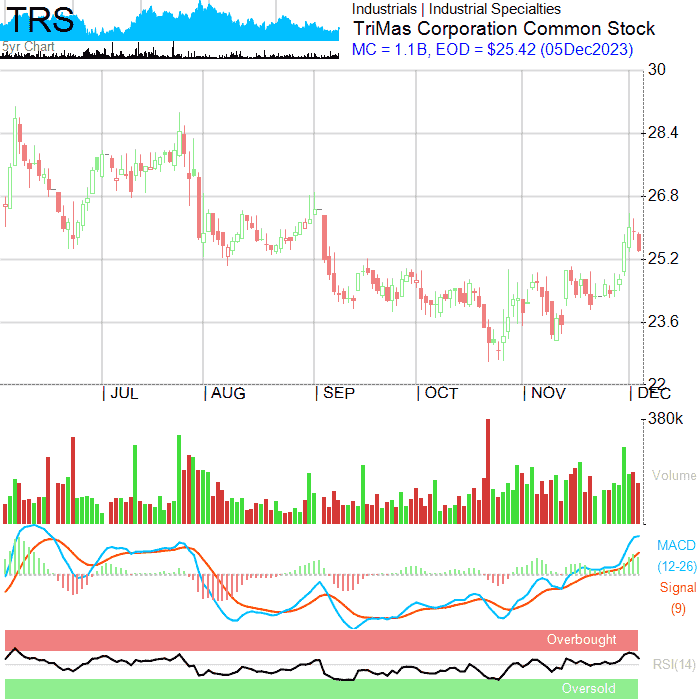 TRS
5yr Chart
Industrials | Industrial Specialties
TriMas Corporation Common Stock
MC = 1.1B, EOD = $25.42 (05Dec2023)
30
28.4
26.8
25.2
23.6
22
| JUL | AUG | SEP | OCT | NOV | DEC
380k
Volume
MACD
(12-26)
Signal
(9)
Overbought
RSI(14)
Oversold